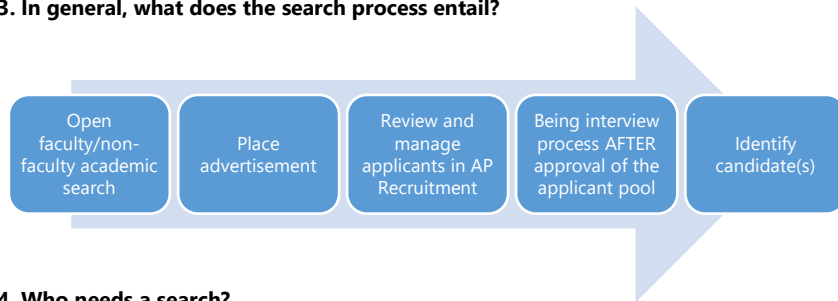 3. In general, what does the search process entail?
Open
faculty/non-
faculty academic
search
Place
advertisement
Review and
manage
applicants in AP
Recruitment
Being interview
process AFTER
approval of the
applicant pool
Identify
candidate(s)
4. Who needs a search?